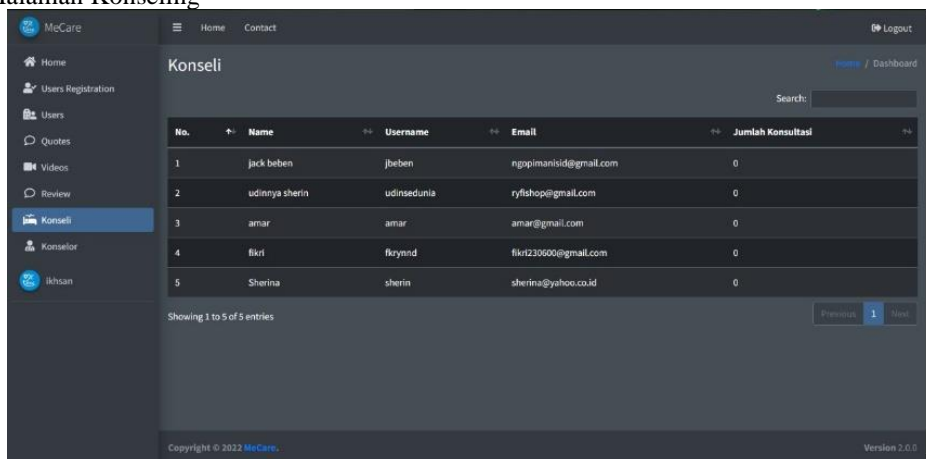 Halaman Konseling
MeCare
Home Contact
Logout
Home
Users Registration
Users
Quotes
Videos
Review
Konseli
Konselor
Ikhsan
Konseli
Home / Dashboard
Search:
No. Name Username Email Jumlah Konsultasi
1 jack beben jbeben ngopimanisid@gmail.com 0
2 udinnya sherin udinsedunia ryfishop@gmail.com 0
3 amar amar amar@gmail.com 0
4 fikri fkrynnd fikri230600@gmail.com 0
5 Sherina sherin sherina@yahoo.co.id 0
Showing 1 to 5 of 5 entries
Previous 1 Next
Copyright © 2022 MeCare.
Version 2.0.0